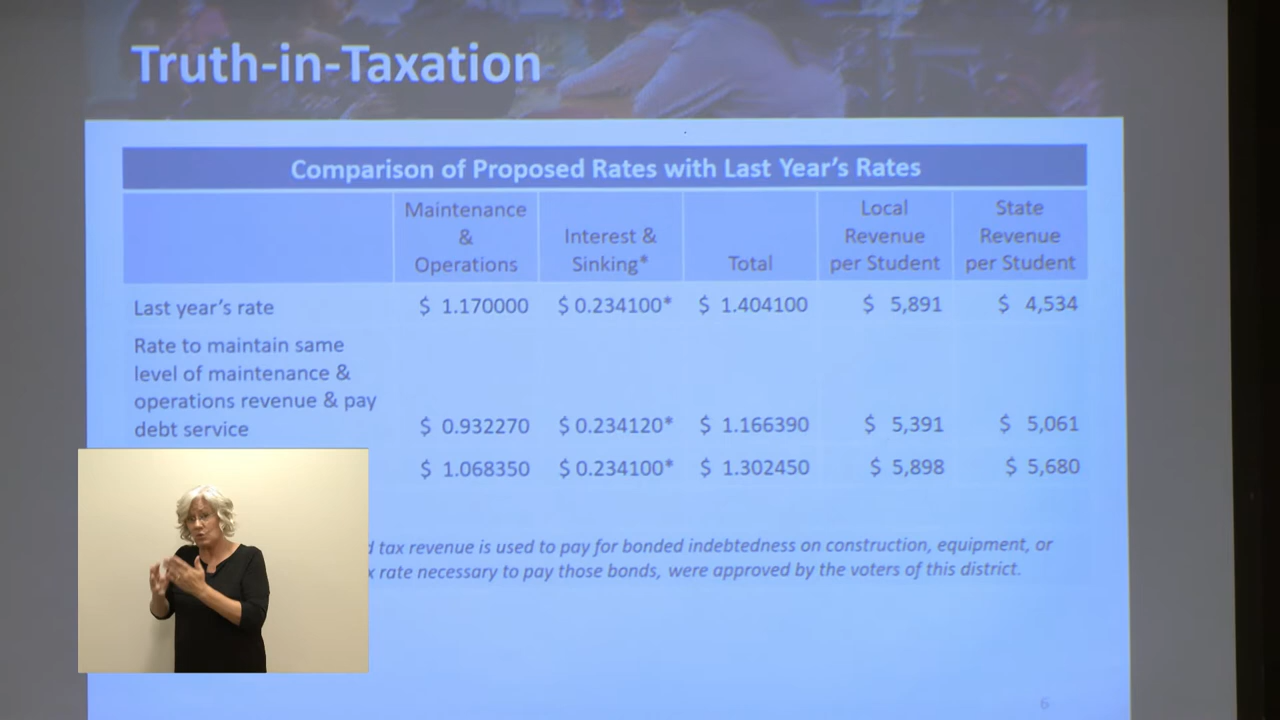 Truth-in-Taxation
Comparison of Proposed Rates with Last Year's Rates
Maintenance & Operations Interest & Sinking* Total Local Revenue per Student State Revenue per Student
Last year's rate $ 1.170000 $ 0.234100* $ 1.404100 $ 5,891 $ 4,534
Rate to maintain same
level of maintenance &
operations revenue & pay
debt service $ 0.932270 $ 0.234120* $ 1.166390 $ 5,391 $ 5,061
$ 1.068350 $ 0.234100* $ 1.302450 $ 5,898 $ 5,680
tax revenue is used to pay for bonded indebtedness on construction, equipment, or
rate necessary to pay those bonds, were approved by the voters of this district.
6